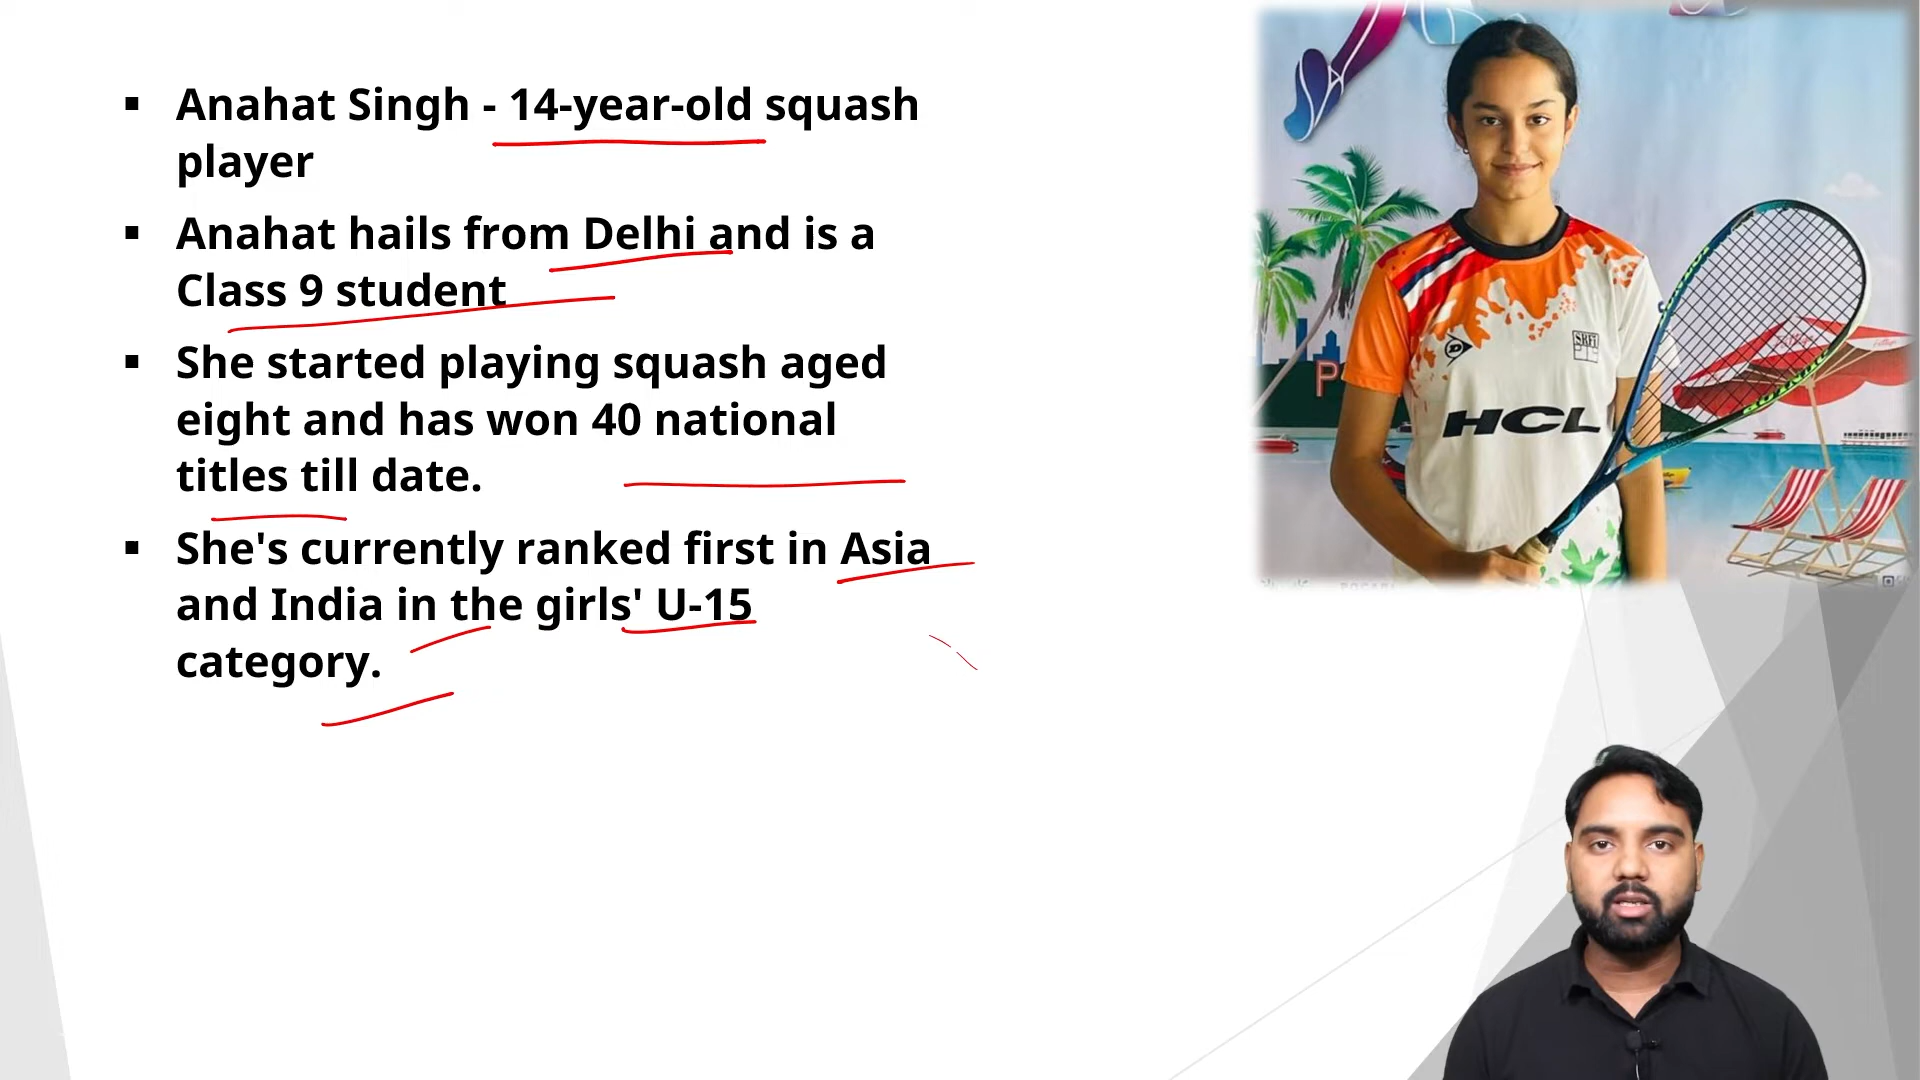 ▪ Anahat Singh - 14-year-old squash
player
▪ Anahat hails from Delhi and is a
Class 9 student
▪ She started playing squash aged
eight and has won 40 national
titles till date.
▪ She's currently ranked first in Asia
and India in the girls' U-15
category.
D
SRFI
HCL